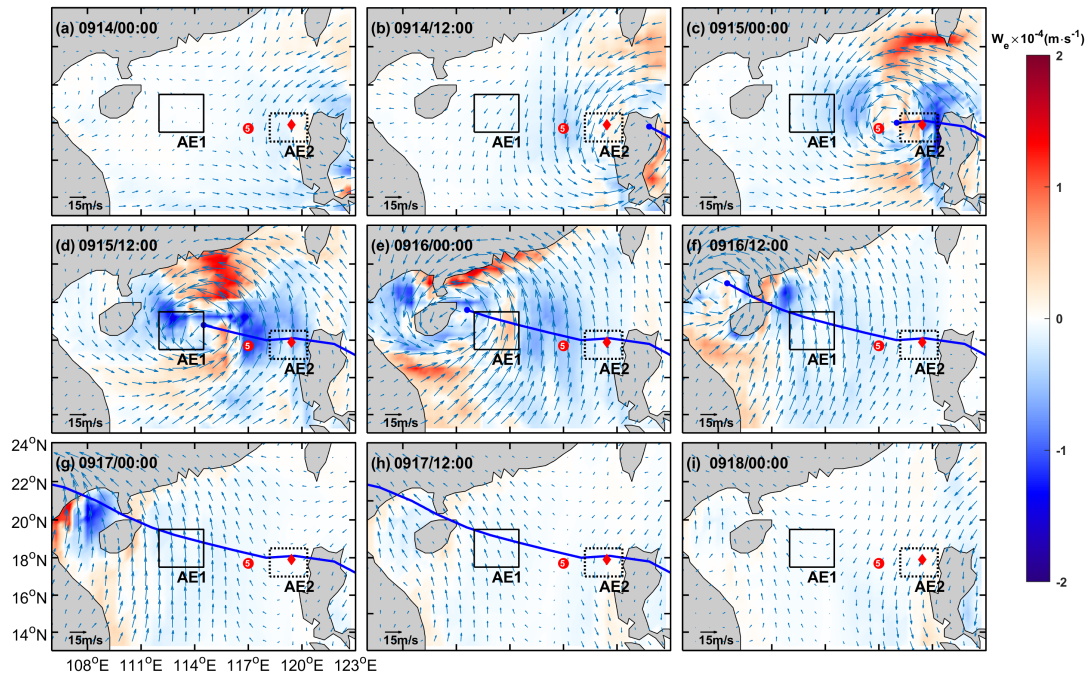 (a) 0914/00:00
AE1
5
AE2
15m/s
(b) 0914/12:00
AE1
5
AE2
15m/s
(c) 0915/00:00
AE1
5
AE2
15m/s
(d) 0915/12:00
AE1
5
AE2
15m/s
(e) 0916/00:00
AE1
5
AE2
15m/s
(f) 0916/12:00
AE1
5
AE2
15m/s
(g) 0917/00:00
AE1
5
AE2
15m/s
(h) 0917/12:00
AE1
5
AE2
15m/s
(i) 0918/00:00
AE1
5
AE2
15m/s
24°N
22°N
20°N
18°N
16°N
14°N
108°E 111°E 114°E 117°E 120°E 123°E
We×10-4(m·s-1)
2
1
0
-1
-2